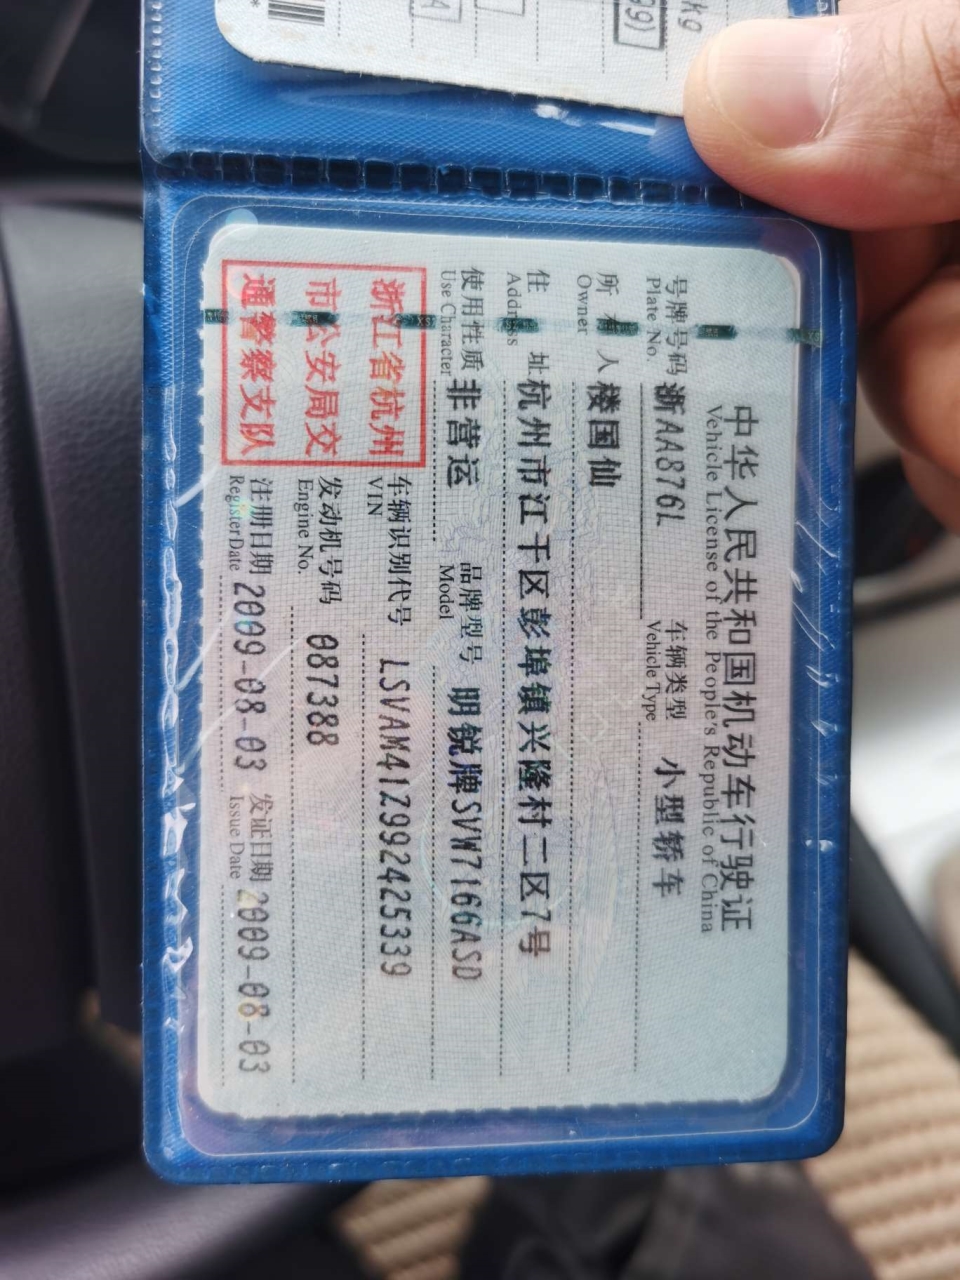 中华人民共和国机动车行驶证
Vehicle License of the People's Republic of China
号牌号码 浙AA876L 车辆类型 小型轿车
Plate No. Vehicle Type
所有人 楼国仙
Owner
住址 杭州市江干区彭埠镇兴隆村二区7号
Address
使用性质 非营运 品牌型号 明锐牌SVW7166ASD
Use Character Model
浙江省杭州
市公安局交
通警察支队
车辆识别代号 LSVAM41Z992425339
VIN
发动机号码 087388
Engine No.
注册日期 2009-08-03 发证日期 2009-08-03
Register Date Issue Date
kg